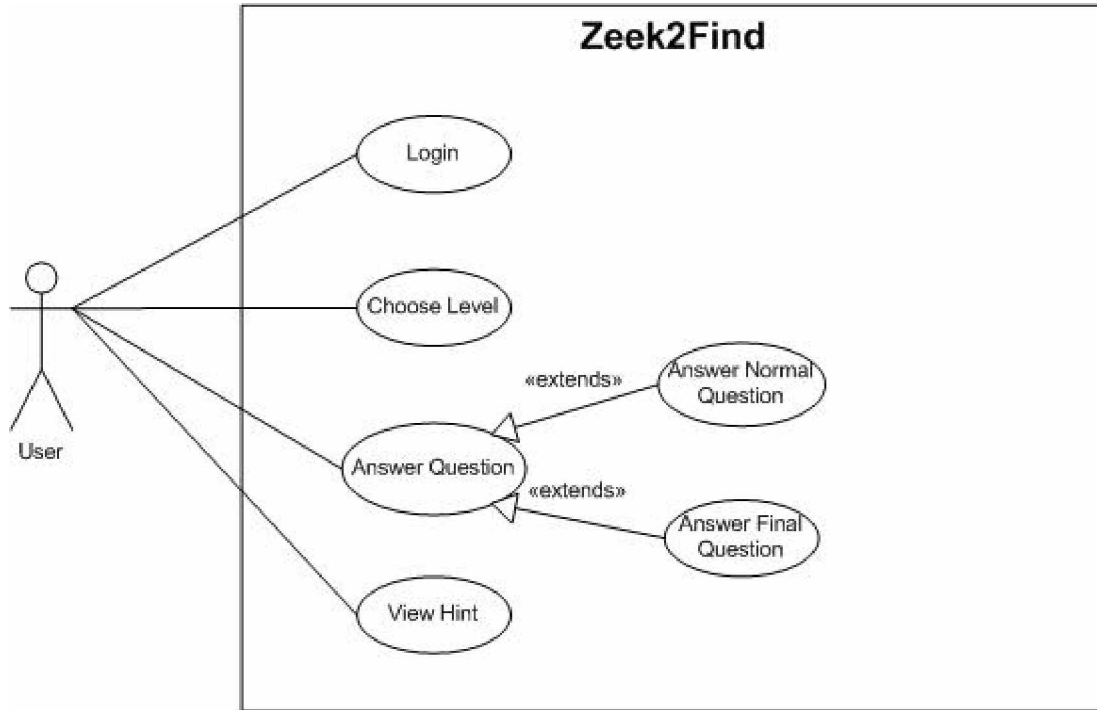 Zeek2Find
Login
Choose Level
Answer Normal
Question
«extends»
Answer Question
«extends»
Answer Final
Question
View Hint
User